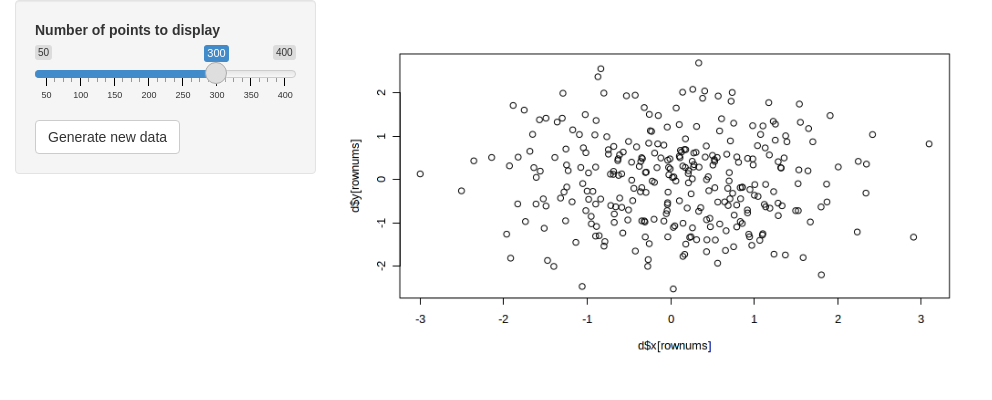 Number of points to display
50 300 400
50 100 150 200 250 300 350 400
Generate new data
2
1
0
-1
-2
d$y[rownums]
-3 -2 -1 0 1 2 3
d$x[rownums]